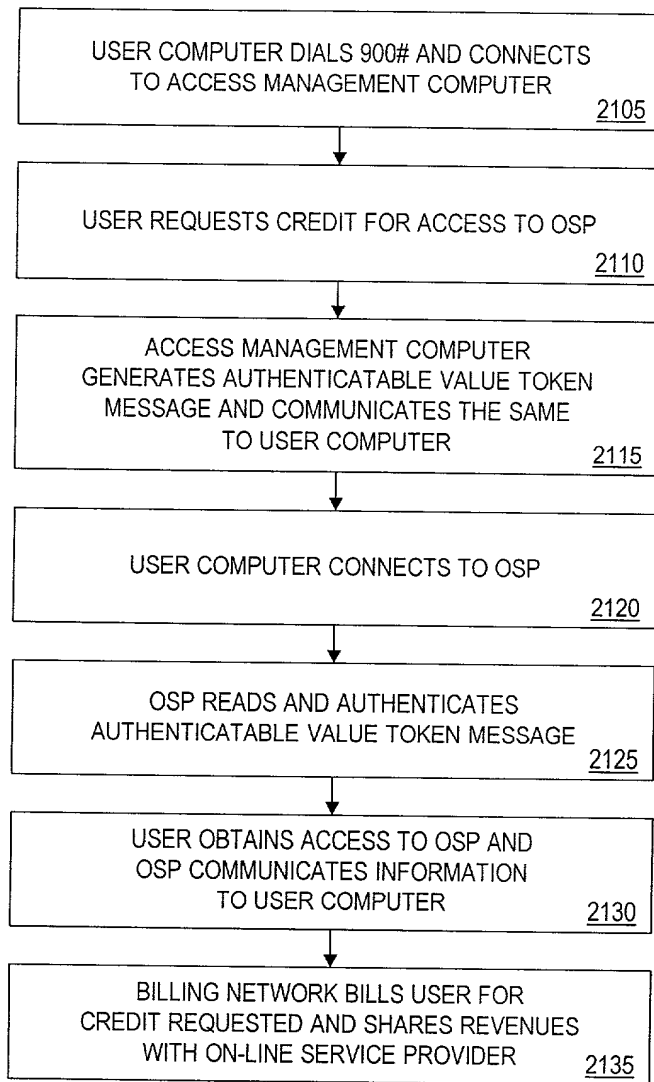 USER COMPUTER DIALS 900# AND CONNECTS
TO ACCESS MANAGEMENT COMPUTER
2105
USER REQUESTS CREDIT FOR ACCESS TO OSP
2110
ACCESS MANAGEMENT COMPUTER
GENERATES AUTHENTICATABLE VALUE TOKEN
MESSAGE AND COMMUNICATES THE SAME
TO USER COMPUTER
2115
USER COMPUTER CONNECTS TO OSP
2120
OSP READS AND AUTHENTICATES
AUTHENTICATABLE VALUE TOKEN MESSAGE
2125
USER OBTAINS ACCESS TO OSP AND
OSP COMMUNICATES INFORMATION
TO USER COMPUTER
2130
BILLING NETWORK BILLS USER FOR
CREDIT REQUESTED AND SHARES REVENUES
WITH ON-LINE SERVICE PROVIDER
2135